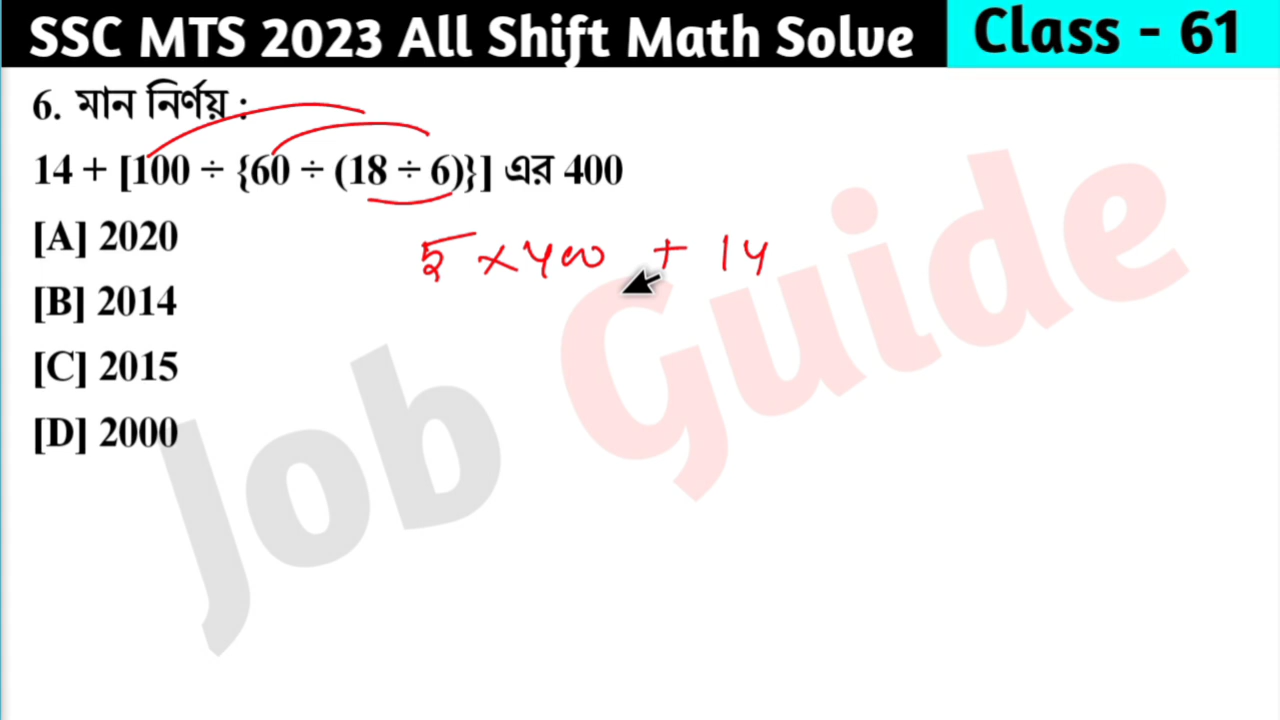 SSC MTS 2023 All Shift Math Solve
Class - 61
6. মান নির্ণয় :
14 + [100 ÷ {60 ÷ (18 ÷ 6)}] এর 400
[A] 2020
5 × 400 + 14
[B] 2014
[C] 2015
[D] 2000
Job Guide